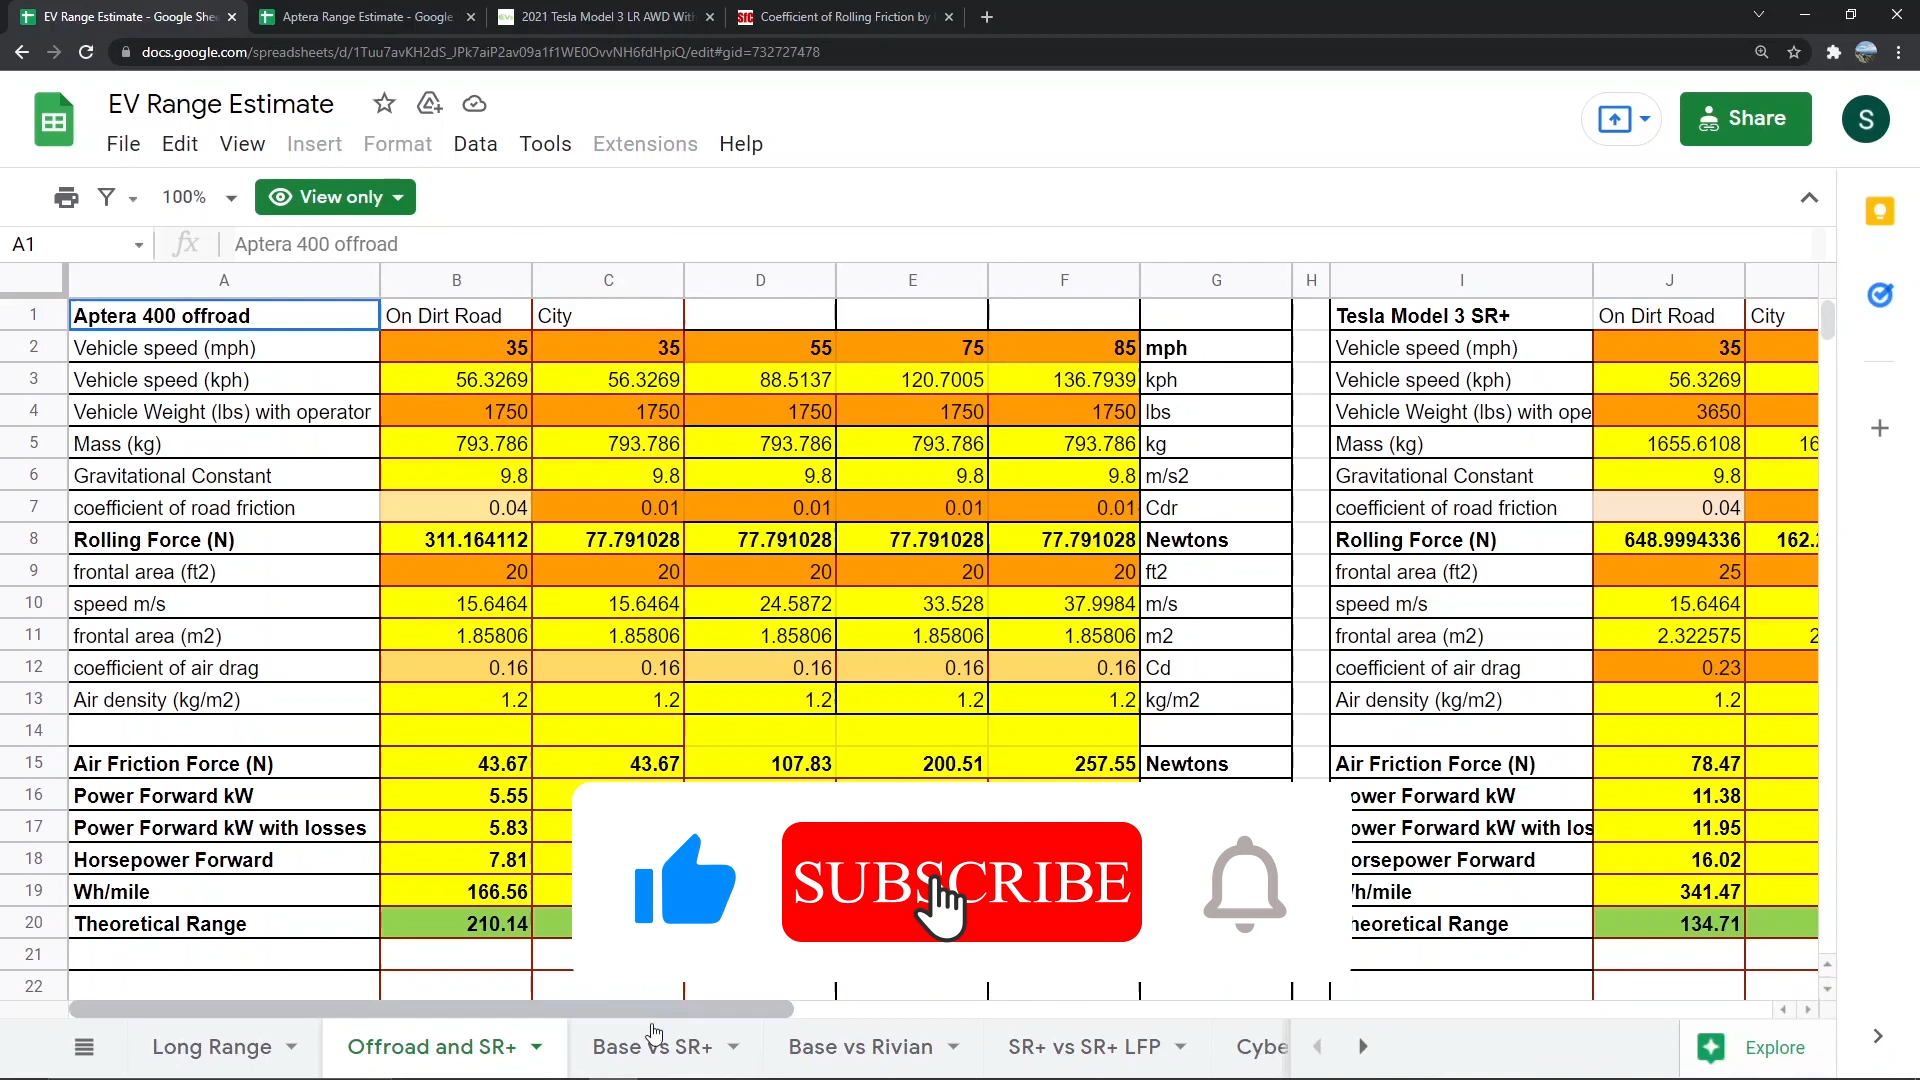 EV Range Estimate - Google She
Aptera Range Estimate - Google
2021 Tesla Model 3 LR AWD With
Coefficient of Rolling Friction by
docs.google.com/spreadsheets/d/1Tuu7avKH2dS_JPk7aiP2av09a1f1WE0OvvNH6fdHpiQ/edit#gid=732727478
EV Range Estimate
File Edit View Insert Format Data Tools Extensions Help
Share
S
100% View only
A1 fx Aptera 400 offroad
A B C D E F G H I J
1 Aptera 400 offroad On Dirt Road City Tesla Model 3 SR+ On Dirt Road City
2 Vehicle speed (mph) 35 35 55 75 85 mph Vehicle speed (mph) 35
3 Vehicle speed (kph) 56.3269 56.3269 88.5137 120.7005 136.7939 kph Vehicle speed (kph) 56.3269
4 Vehicle Weight (lbs) with operator 1750 1750 1750 1750 1750 lbs Vehicle Weight (lbs) with ope 3650
5 Mass (kg) 793.786 793.786 793.786 793.786 793.786 kg Mass (kg) 1655.6108 16
6 Gravitational Constant 9.8 9.8 9.8 9.8 9.8 m/s2 Gravitational Constant 9.8
7 coefficient of road friction 0.04 0.01 0.01 0.01 0.01 Cdr coefficient of road friction 0.04
8 Rolling Force (N) 311.164112 77.791028 77.791028 77.791028 77.791028 Newtons Rolling Force (N) 648.9994336 162.2
9 frontal area (ft2) 20 20 20 20 20 ft2 frontal area (ft2) 25
10 speed m/s 15.6464 15.6464 24.5872 33.528 37.9984 m/s speed m/s 15.6464
11 frontal area (m2) 1.85806 1.85806 1.85806 1.85806 1.85806 m2 frontal area (m2) 2.322575 2
12 coefficient of air drag 0.16 0.16 0.16 0.16 0.16 Cd coefficient of air drag 0.23
13 Air density (kg/m2) 1.2 1.2 1.2 1.2 1.2 kg/m2 Air density (kg/m2) 1.2
14
15 Air Friction Force (N) 43.67 43.67 107.83 200.51 257.55 Newtons Air Friction Force (N) 78.47
16 Power Forward kW 5.55 ower Forward kW 11.38
17 Power Forward kW with losses 5.83 ower Forward kW with los 11.95
18 Horsepower Forward 7.81 orsepower Forward 16.02
19 Wh/mile 166.56 h/mile 341.47
20 Theoretical Range 210.14 heoretical Range 134.71
21
22
SUBSCRIBE
Long Range Offroad and SR+ Base vs SR+ Base vs Rivian SR+ vs SR+ LFP Cybe Explore